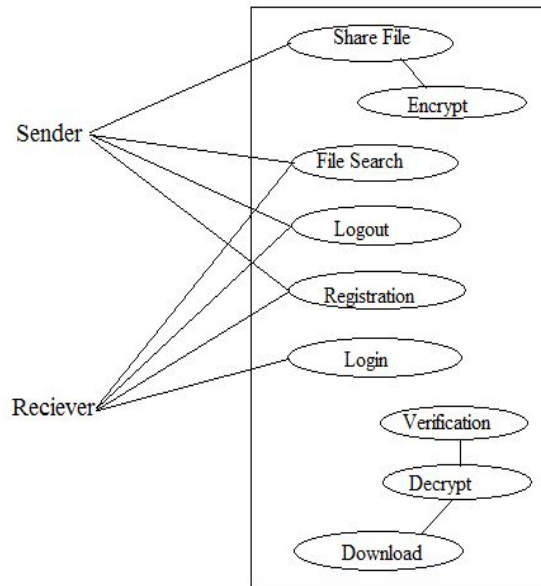 Share File
Encrypt
Sender
File Search
Logout
Registration
Login
Reciever
Verification
Decrypt
Download